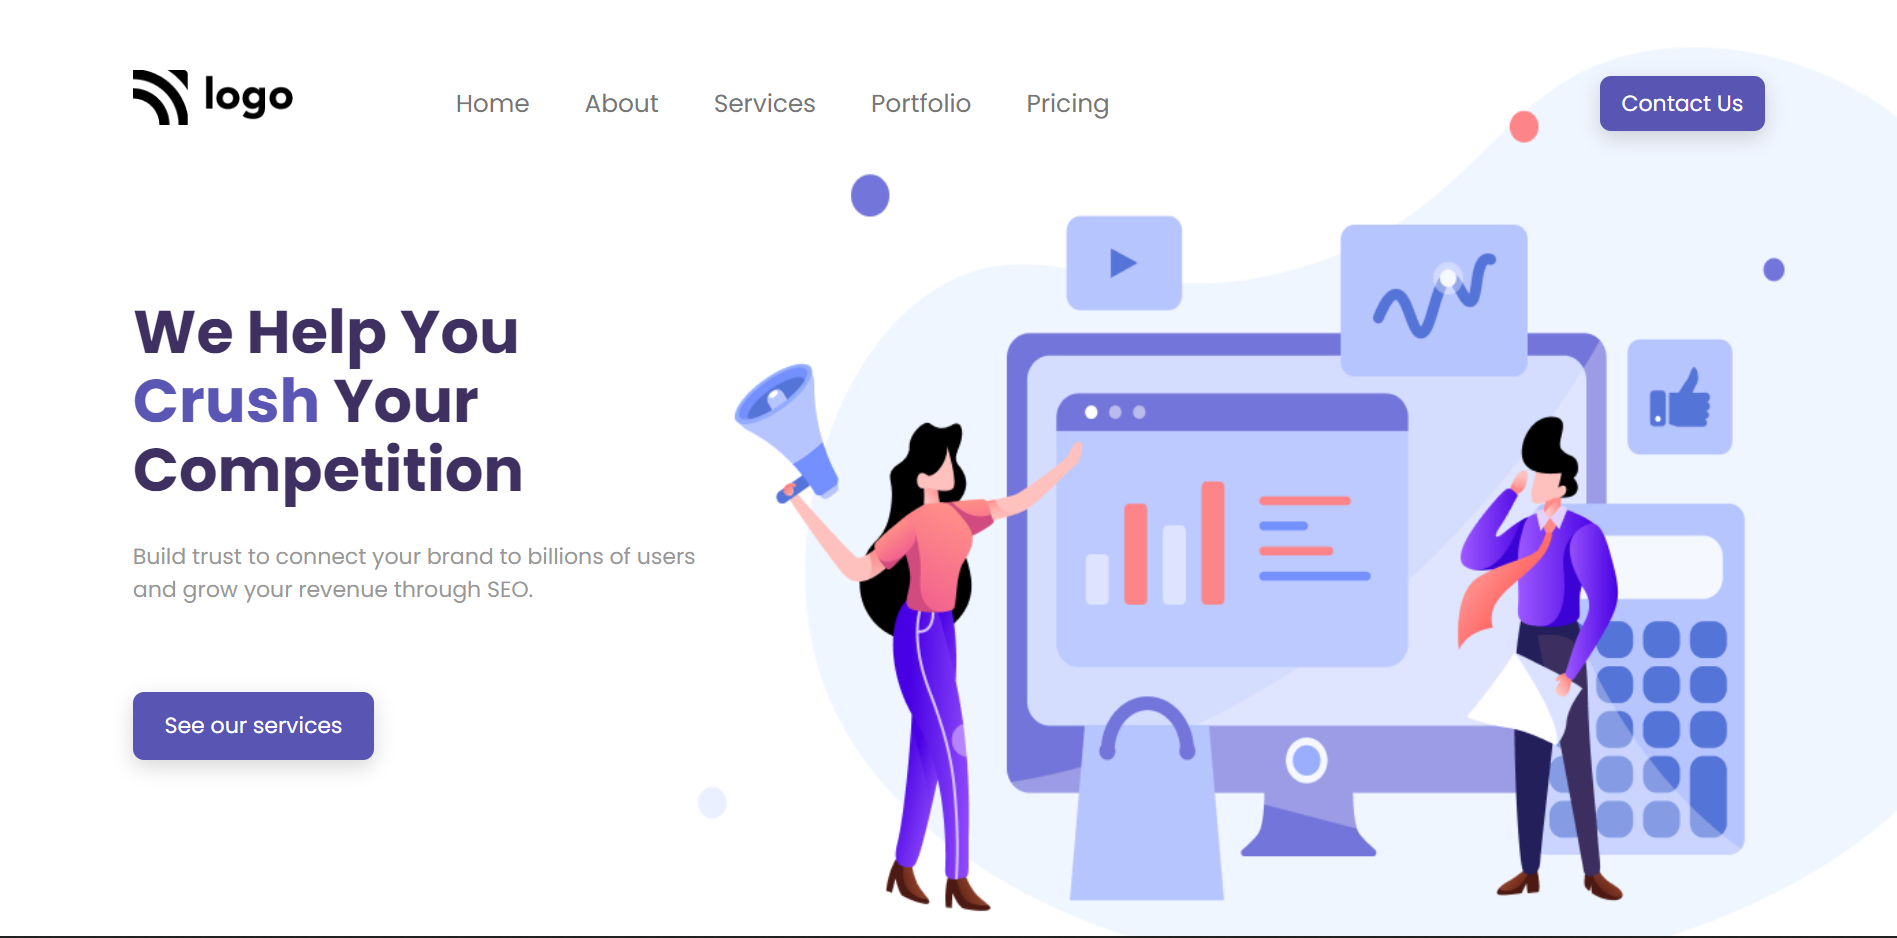 logo
Home
About
Services
Portfolio
Pricing
Contact Us
We Help You
Crush Your
Competition
Build trust to connect your brand to billions of users
and grow your revenue through SEO.
See our services